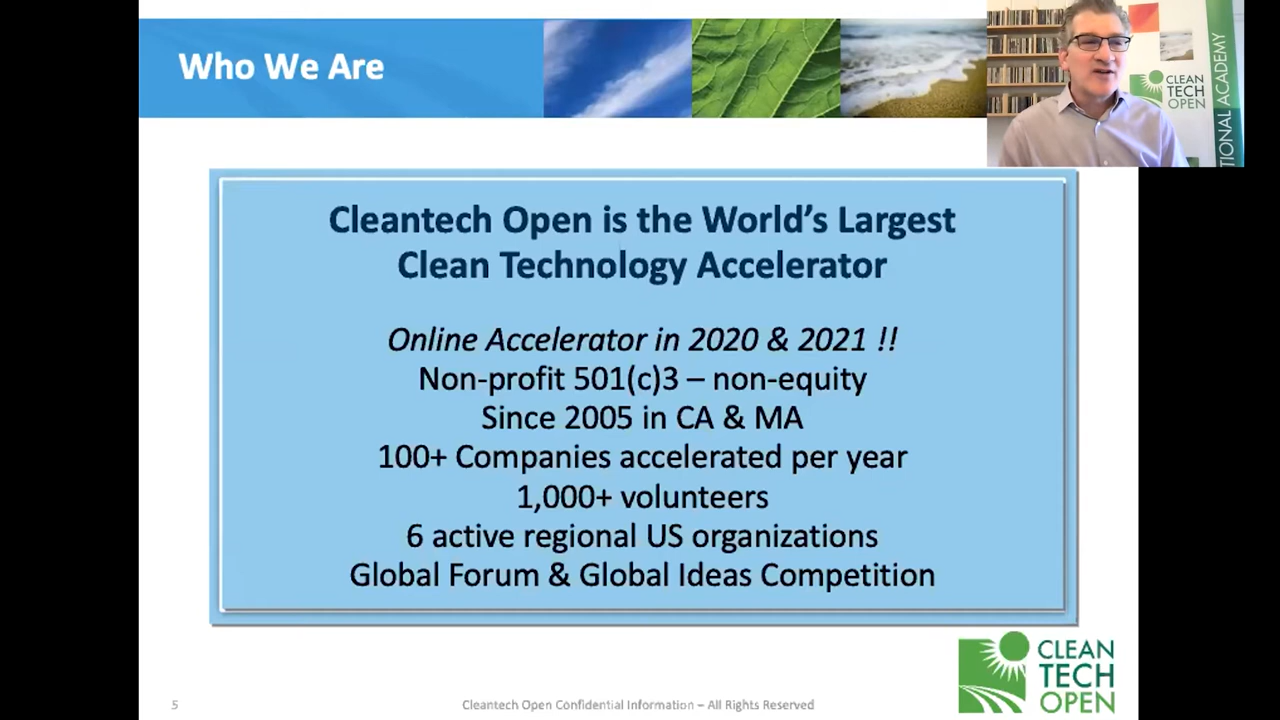 Who We Are
CLEAN
TECH
OPEN
TIONAL ACADEMY
Cleantech Open is the World's Largest
Clean Technology Accelerator
Online Accelerator in 2020 & 2021 !!
Non-profit 501(c)3 – non-equity
Since 2005 in CA & MA
100+ Companies accelerated per year
1,000+ volunteers
6 active regional US organizations
Global Forum & Global Ideas Competition
5
Cleantech Open Confidential Information – All Rights Reserved
CLEAN
TECH
OPEN